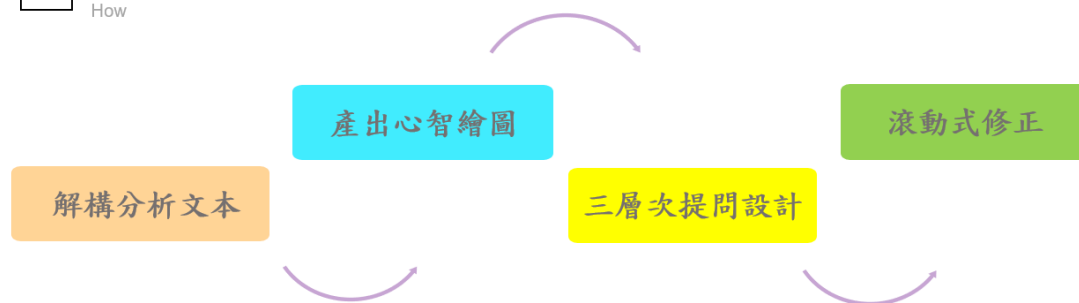 How
解構分析文本
產出心智繪圖
三層次提問設計
滾動式修正